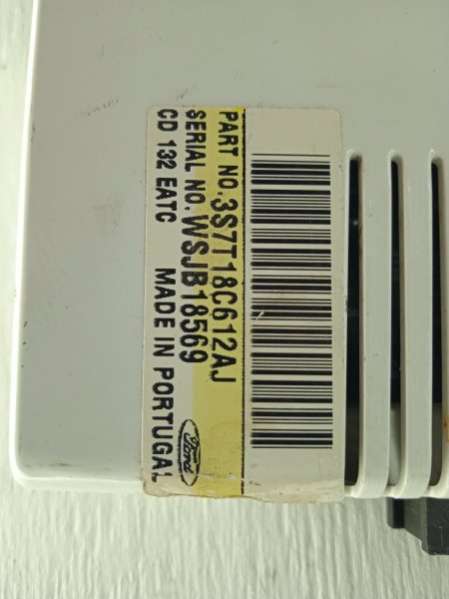 PART NO. 3S7T18C612AJ
SERIAL NO. WSJB18569
CD 132 EATC MADE IN PORTUGAL
Ford